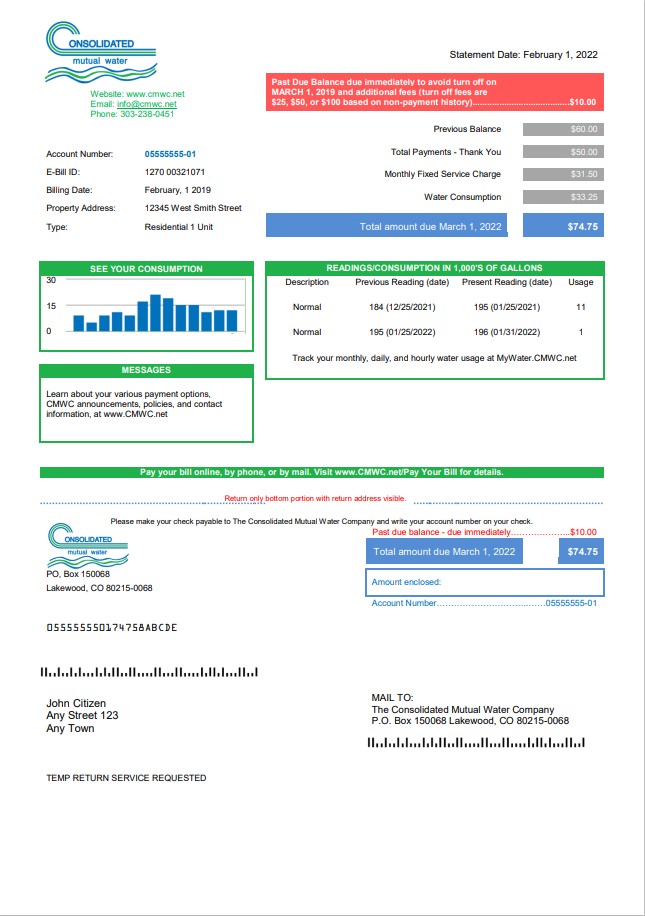 CONSOLIDATED
mutual water
Website: www.cmwc.net
Email: info@cmwc.net
Phone: 303-238-0451
Statement Date: February 1, 2022
Past Due Balance due immediately to avoid turn off on
MARCH 1, 2019 and additional fees (turn off fees are
$25, $50, or $100 based on non-payment history).......................................$10.00
Previous Balance $60.00
Total Payments - Thank You $50.00
Monthly Fixed Service Charge $31.50
Water Consumption $33.25
Total amount due March 1, 2022 $74.75
Account Number: 05555555-01
E-Bill ID: 1270 00321071
Billing Date: February, 1 2019
Property Address: 12345 West Smith Street
Type: Residential 1 Unit
SEE YOUR CONSUMPTION
30
15
0
READINGS/CONSUMPTION IN 1,000'S OF GALLONS
Description Previous Reading (date) Present Reading (date) Usage
Normal 184 (12/25/2021) 195 (01/25/2021) 11
Normal 195 (01/25/2022) 196 (01/31/2022) 1
Track your monthly, daily, and hourly water usage at MyWater.CMWC.net
MESSAGES
Learn about your various payment options,
CMWC announcements, policies, and contact
information, at www.CMWC.net
Pay your bill online, by phone, or by mail. Visit www.CMWC.net/Pay Your Bill for details.
Return only bottom portion with return address visible.
Please make your check payable to The Consolidated Mutual Water Company and write your account number on your check.
CONSOLIDATED
mutual water
PO, Box 150068
Lakewood, CO 80215-0068
Past due balance - due immediately......................$10.00
Total amount due March 1, 2022 $74.75
Amount enclosed:
Account Number.......................................05555555-01
055555550174758ABCDE
John Citizen
Any Street 123
Any Town
MAIL TO:
The Consolidated Mutual Water Company
P.O. Box 150068 Lakewood, CO 80215-0068
TEMP RETURN SERVICE REQUESTED